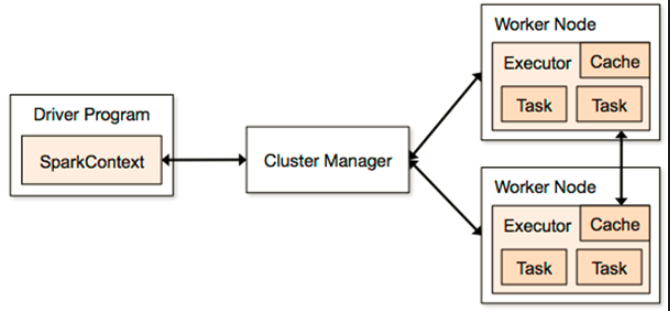 Driver Program
SparkContext
Cluster Manager
Worker Node
Executor
Cache
Task
Task
Worker Node
Executor
Cache
Task
Task